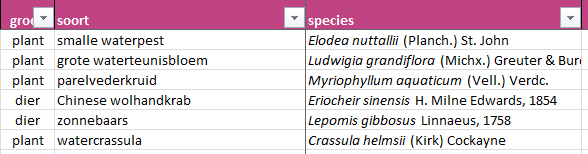 groe soort species
plant smalle waterpest Elodea nuttallii (Planch.) St. John
plant grote waterteunisbloem Ludwigia grandiflora (Michx.) Greuter & Burd
plant parelvederkruid Myriophyllum aquaticum (Vell.) Verdc.
dier Chinese wolhandkrab Eriocheir sinensis H. Milne Edwards, 1854
dier zonnebaars Lepomis gibbosus Linnaeus, 1758
plant watercrassula Crassula helmsii (Kirk) Cockayne